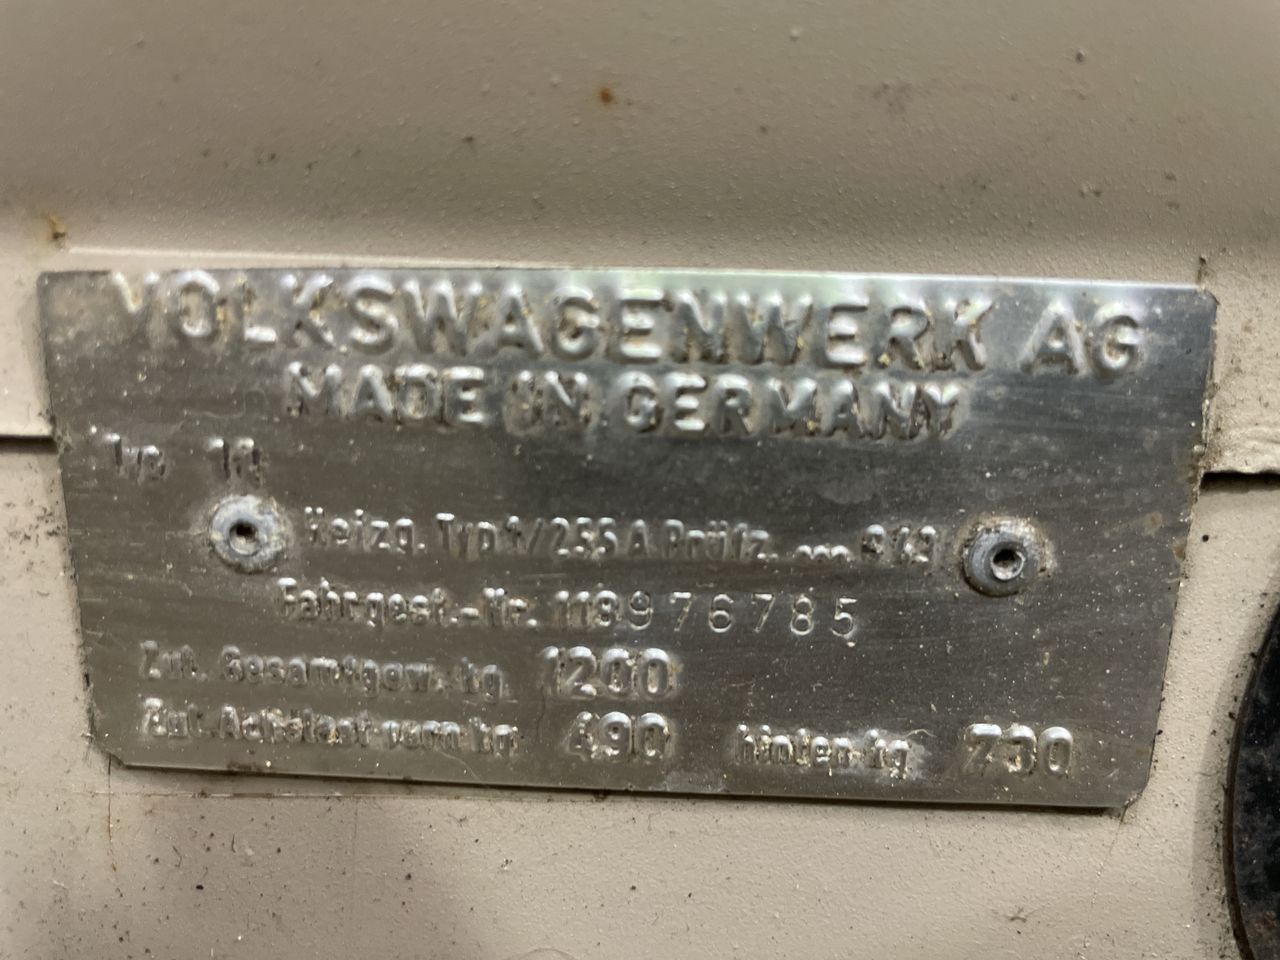 VOLKSWAGENWERK AG
MADE IN GERMANY
Typ 11
Heizg. Typ 1/255 A Prüfz. ~~~ S
Fahrgest.-Nr. 118976785
Zul. Gesamtgew. kg 1200
Zul. Achslast vorn kg 490 hinten kg 730